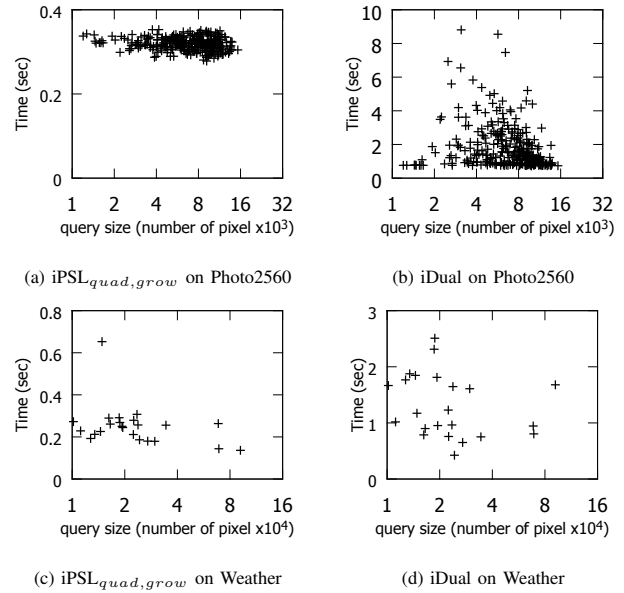 0.4
0.2
0
Time (sec)
1 2 4 8 16 32
query size (number of pixel x10³)
(a) iPSL_{quad,grow} on Photo2560
10
8
6
4
2
0
Time (sec)
1 2 4 8 16 32
query size (number of pixel x10³)
(b) iDual on Photo2560
0.8
0.6
0.4
0.2
0
Time (sec)
1 2 4 8 16
query size (number of pixel x10⁴)
(c) iPSL_{quad,grow} on Weather
3
2
1
0
Time (sec)
1 2 4 8 16
query size (number of pixel x10⁴)
(d) iDual on Weather